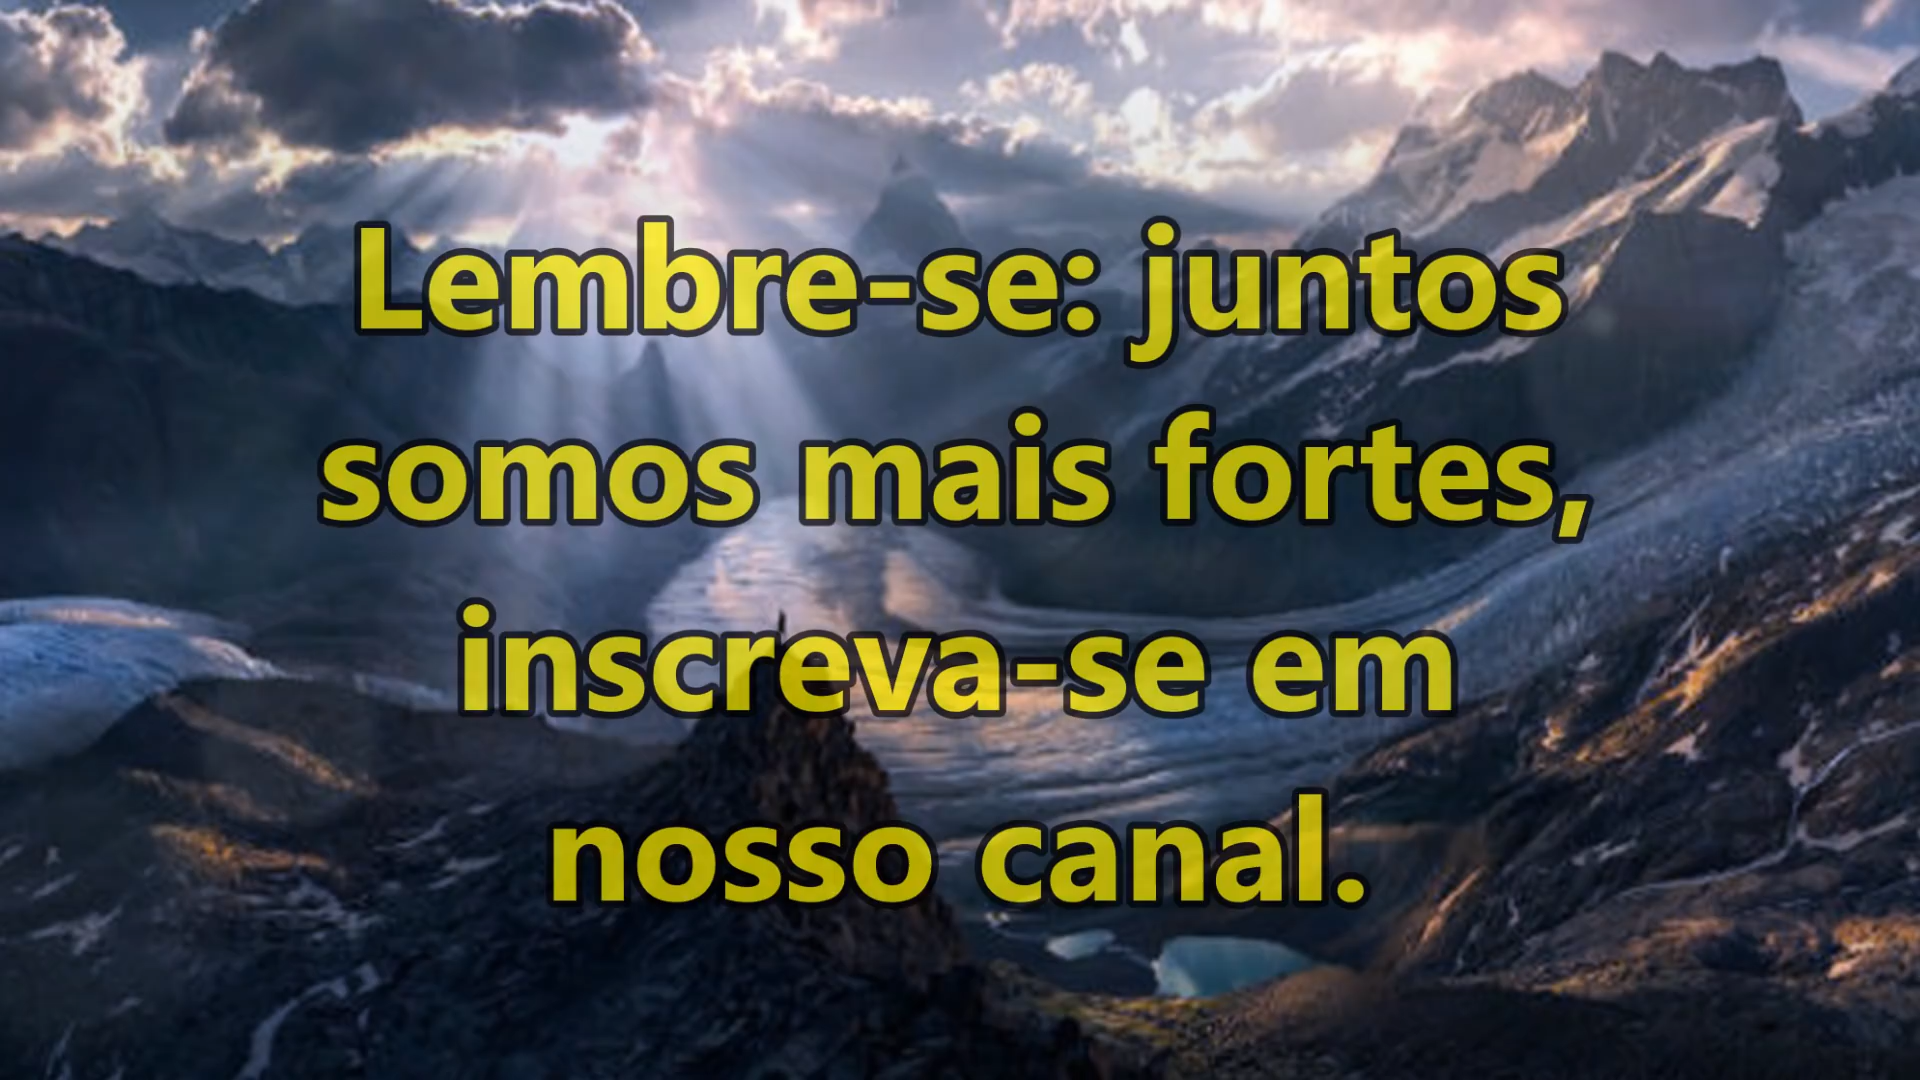 Lembre-se: juntos
somos mais fortes,
inscreva-se em
nosso canal.